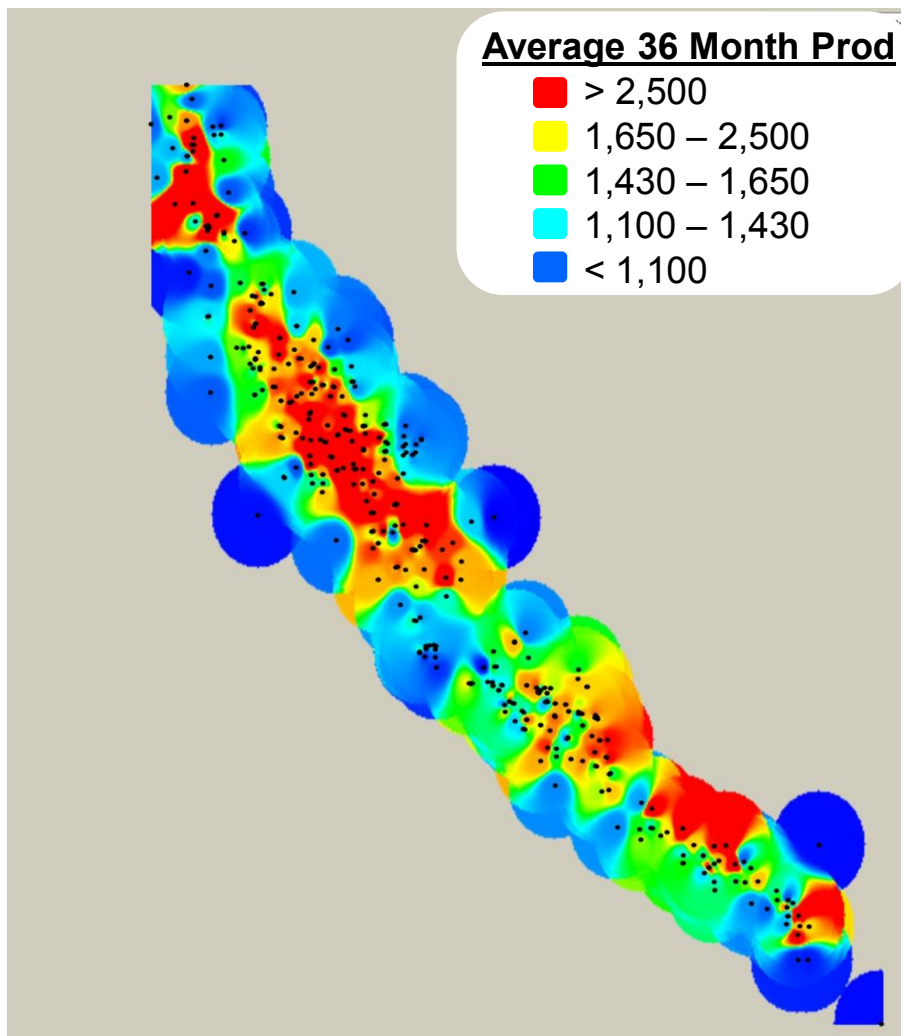 Average 36 Month Prod
> 2,500
1,650 – 2,500
1,430 – 1,650
1,100 – 1,430
< 1,100